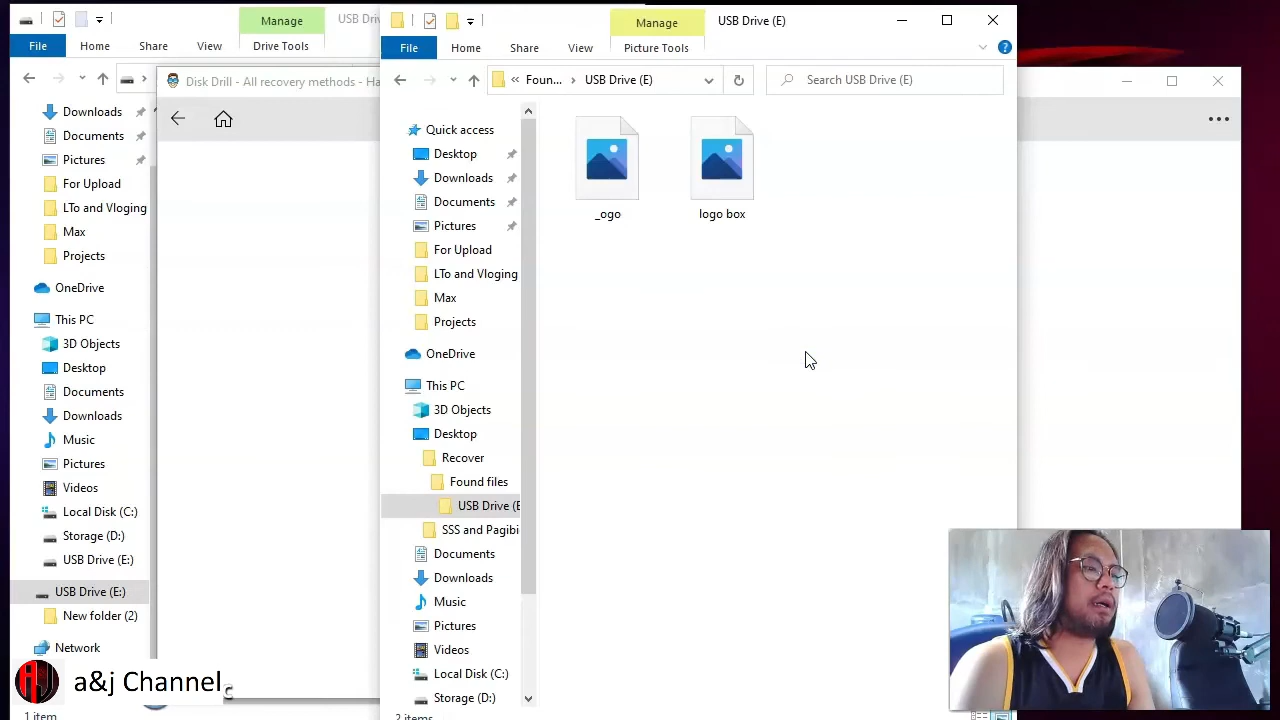 Manage
USB Driv
File
Home
Share
View
Drive Tools
Disk Drill - All recovery methods - Ha
Downloads
Documents
Pictures
For Upload
LTo and Vloging
Max
Projects
OneDrive
This PC
3D Objects
Desktop
Documents
Downloads
Music
Pictures
Videos
Local Disk (C:)
Storage (D:)
USB Drive (E:)
USB Drive (E:)
New folder (2)
Network
1 item
Manage
USB Drive (E)
File
Home
Share
View
Picture Tools
Foun...
USB Drive (E)
Search USB Drive (E)
Quick access
Desktop
Downloads
Documents
Pictures
For Upload
LTo and Vloging
Max
Projects
OneDrive
This PC
3D Objects
Desktop
Recover
Found files
USB Drive (E
SSS and Pagibi
Documents
Downloads
Music
Pictures
Videos
Local Disk (C:)
Storage (D:)
2 items
_ogo
logo box
a&j Channel